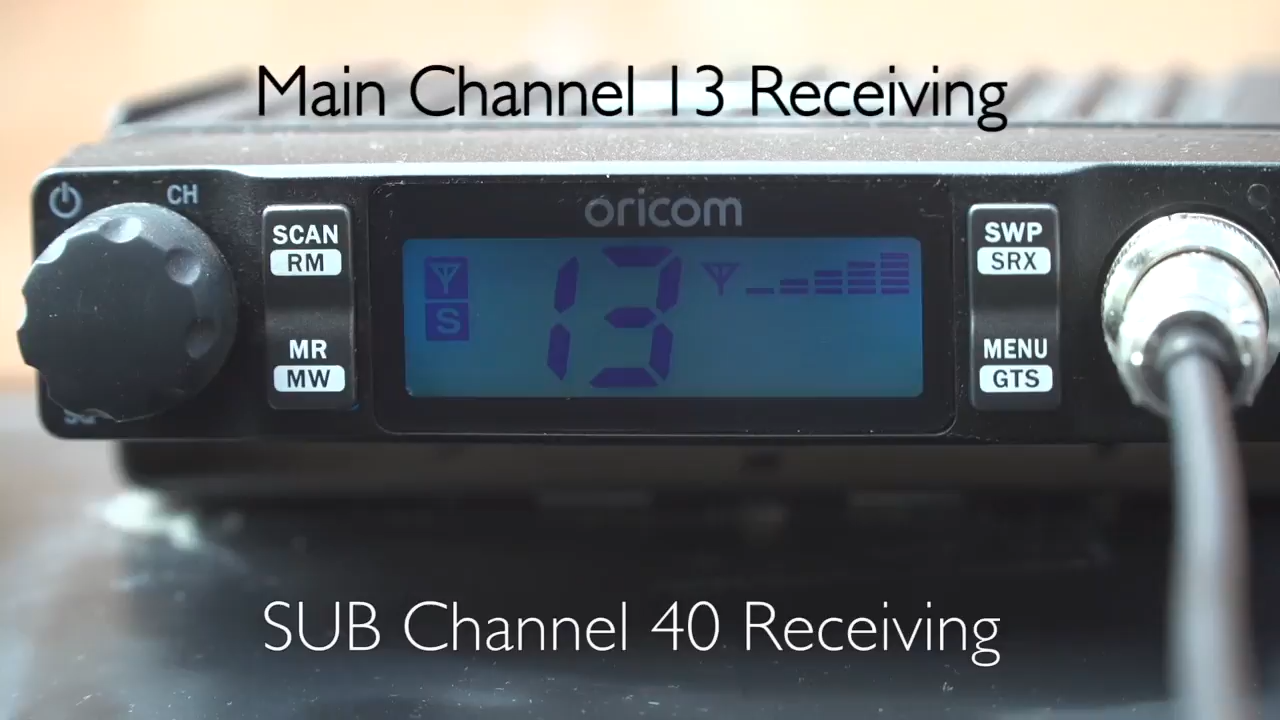 Main Channel 13 Receiving
CH
oricom
SCAN
RM
SWP
SRX
S
13
MR
MW
MENU
GTS
SUB Channel 40 Receiving